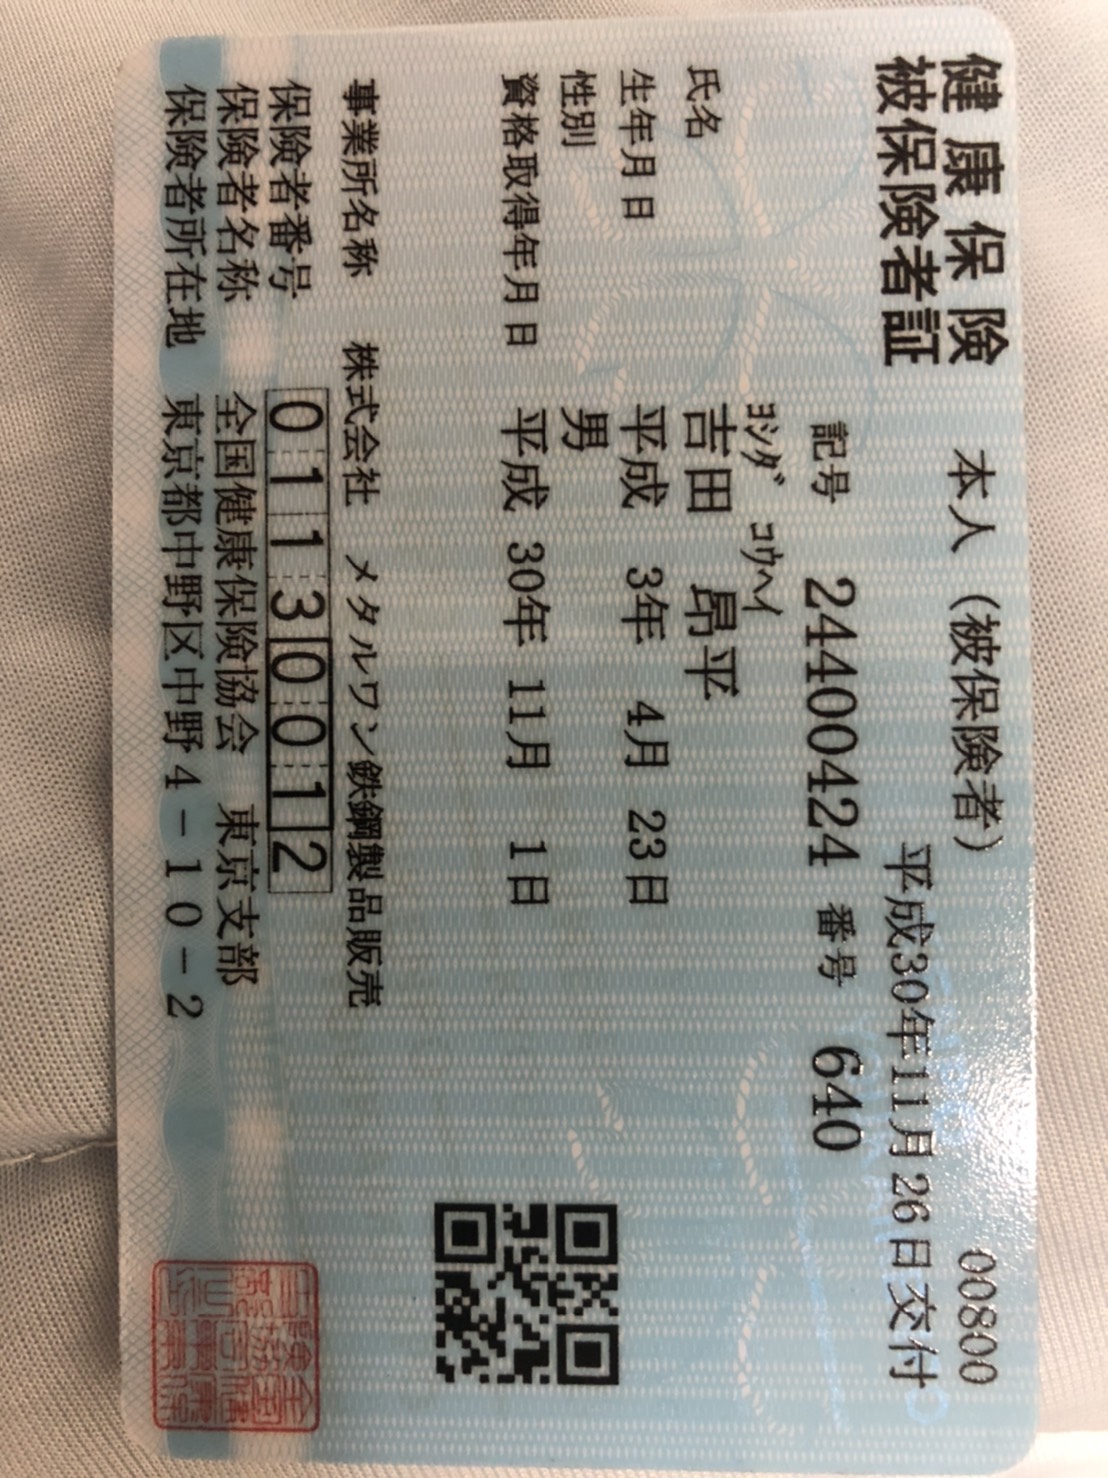 健康保険
被保険者証
本人（被保険者）
00800
平成30年11月26日交付
記号 24400424 番号 640
ﾖｼﾀﾞ ｺｳﾍｲ
氏名 吉田 昂平
生年月日 平成 3年 4月 23日
性別 男
資格取得年月日 平成 30年 11月 1日
事業所名称 株式会社 メタルワン鉄鋼製品販売
保険者番号 01130012
保険者名称 全国健康保険協会 東京支部
保険者所在地 東京都中野区中野4-10-2